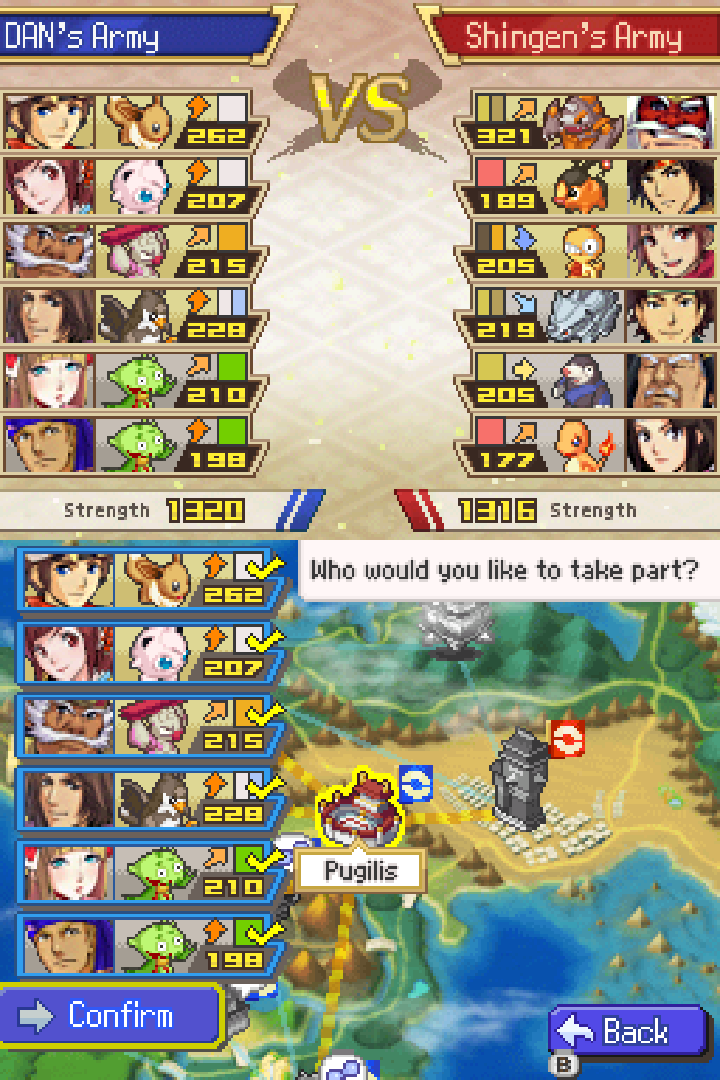 DAN's Army
Shingen's Army
VS
262
321
207
189
215
205
228
219
210
205
198
177
Strength 1320
1316 Strength
Who would you like to take part?
262
207
215
228
210
198
Pugilis
Confirm
Back
B